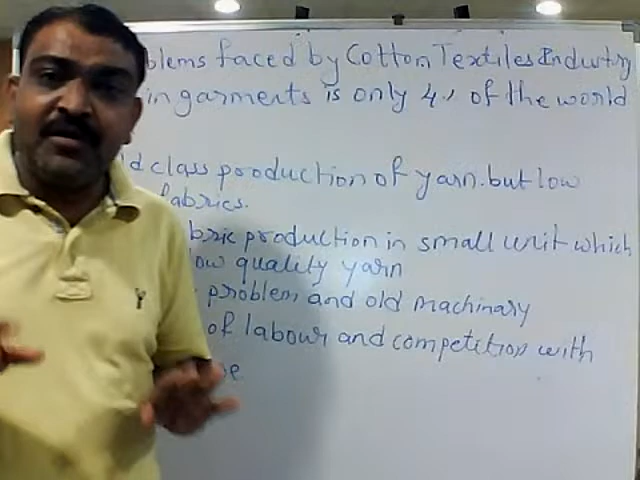 blems faced by Cotton Textiles Industry
in garments is only 4% of the world
ld class production of yarn. but low
fabrics.
bric production in small unit which
low quality yarn
problem and old machinary
of labour and competition with